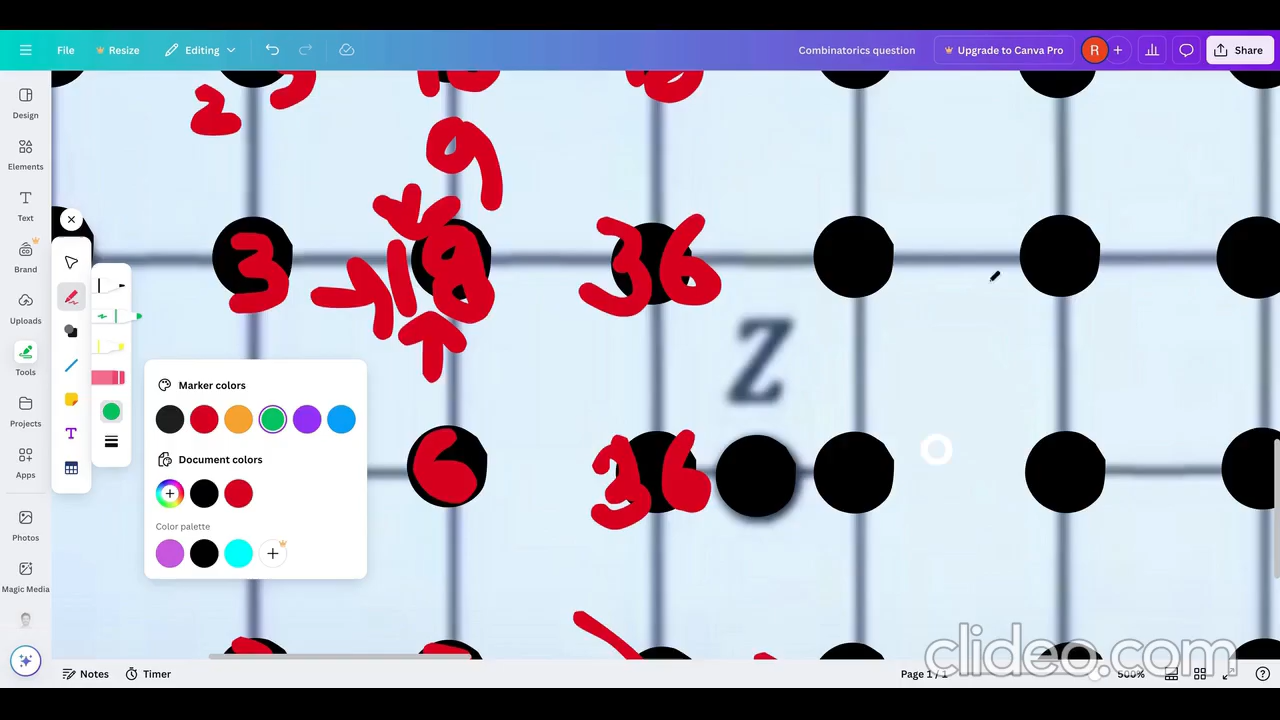 File
Resize
Editing
Combinatorics question
Upgrade to Canva Pro
R
Share
Design
2
Elements
9
Text
Brand
3
18
36
Uploads
Z
Tools
Marker colors
Projects
Document colors
6
36
Apps
Color palette
Photos
Magic Media
clideo.com
Notes
Timer
Page 1 / 1
500%